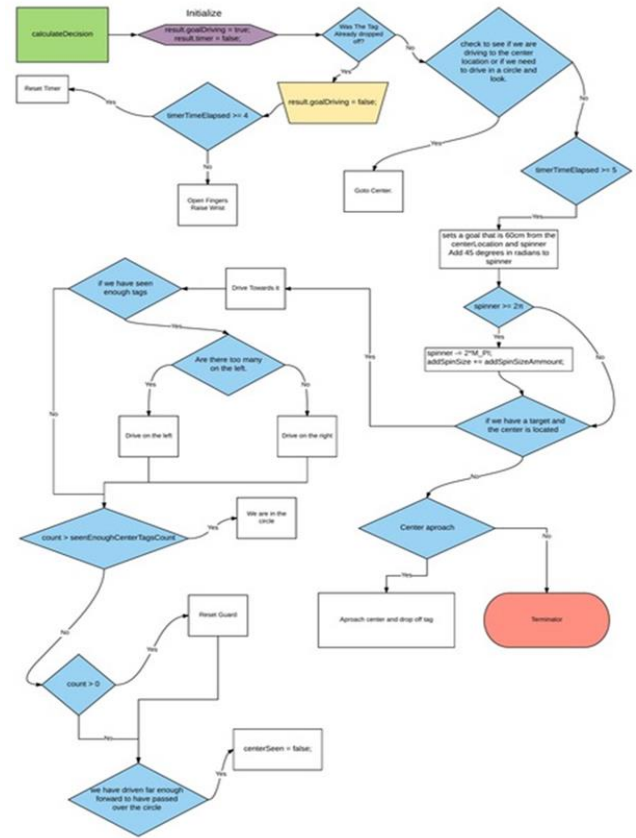 Initialize
calculateDecision
result.goalDriving = true;
result.timer = false;
Was The Tag
Already dropped
off?
No
check to see if we are
driving to the center
location or if we need
to drive in a circle and
look.
Yes
result.goalDriving = false;
Reset Timer
Yes
timerTimeElapsed >= 4
No
Open Fingers
Raise Wrist
Yes
Goto Center.
No
timerTimeElapsed >= 5
Yes
sets a goal that is 60cm from the
centerLocation and spinner
Add 45 degrees in radians to
spinner
spinner >= 2π
Yes
No
spinner -= 2*M_PI;
addSpinSize += addSpinSizeAmmount;
if we have a target and
the center is located
Yes
Drive Towards it
if we have seen
enough tags
Yes
Are there too many
on the left.
Yes
No
Drive on the left
Drive on the right
No
No
Center aproach
Yes
No
Aproach center and drop off tag
Terminator
count > seenEnoughCenterTagsCount
Yes
We are in the
circle
No
count > 0
Yes
Reset Guard
No
we have driven far enough
forward to have passed
over the circle
Yes
centerSeen = false;